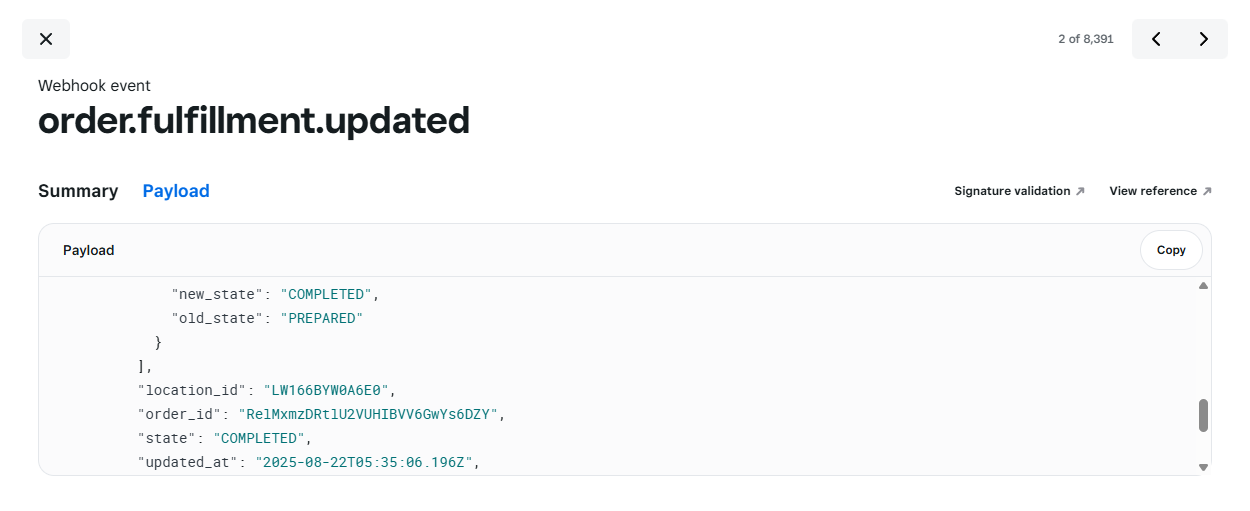 2 of 8,391
Webhook event
order.fulfillment.updated
Summary Payload Signature validation ↗ View reference ↗
Payload Copy
"new_state": "COMPLETED",
"old_state": "PREPARED"
}
],
"location_id": "LW166BYW0A6E0",
"order_id": "RelMxmzDRtlU2VUHIBVV6GwYs6DZY",
"state": "COMPLETED",
"updated_at": "2025-08-22T05:35:06.196Z",